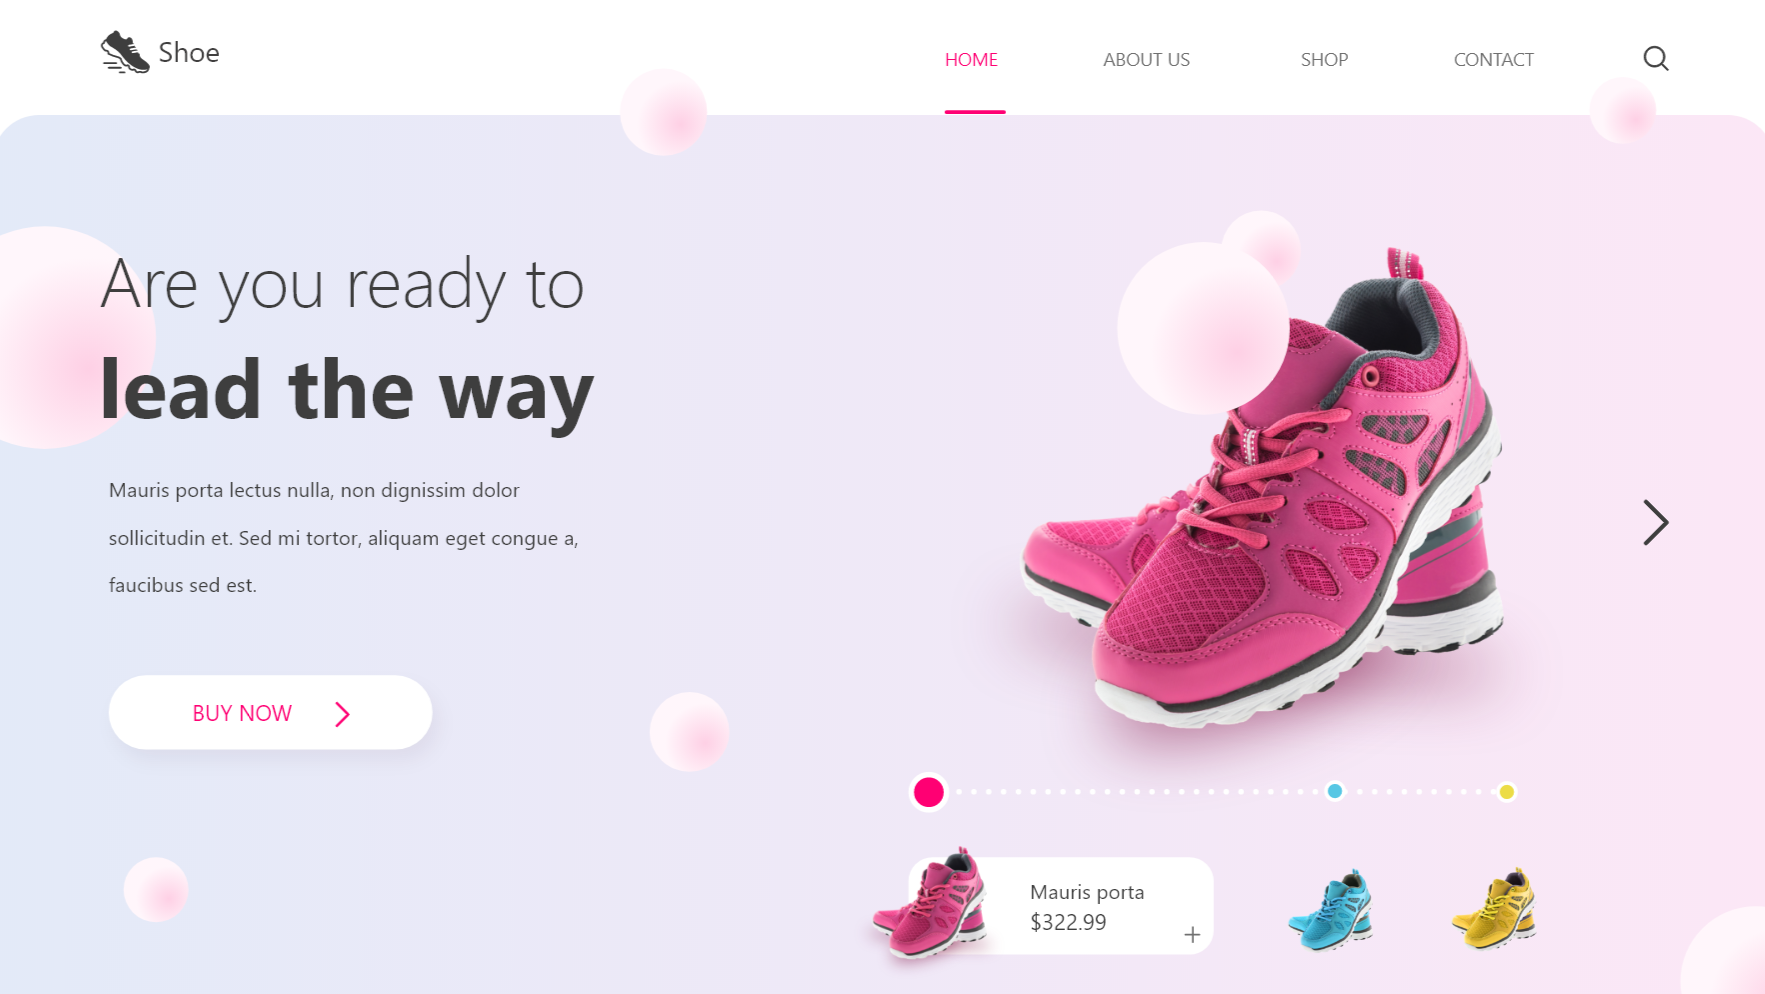 Shoe
HOME
ABOUT US
SHOP
CONTACT
Are you ready to
lead the way
Mauris porta lectus nulla, non dignissim dolor
sollicitudin et. Sed mi tortor, aliquam eget congue a,
faucibus sed est.
BUY NOW
Mauris porta
$322.99